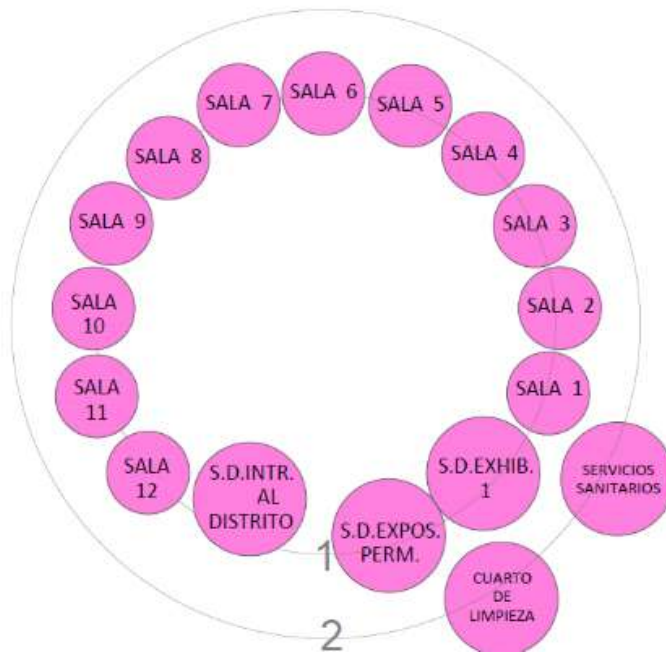 SALA 6
SALA 7
SALA 5
SALA 8
SALA 4
SALA 9
SALA 3
SALA
10
SALA 2
SALA
11
SALA 1
SALA
12
S.D.INTR.
AL
DISTRITO
S.D.EXHIB.
1
SERVICIOS
SANITARIOS
S.D.EXPOS.
PERM.
1
CUARTO
DE
LIMPIEZA
2